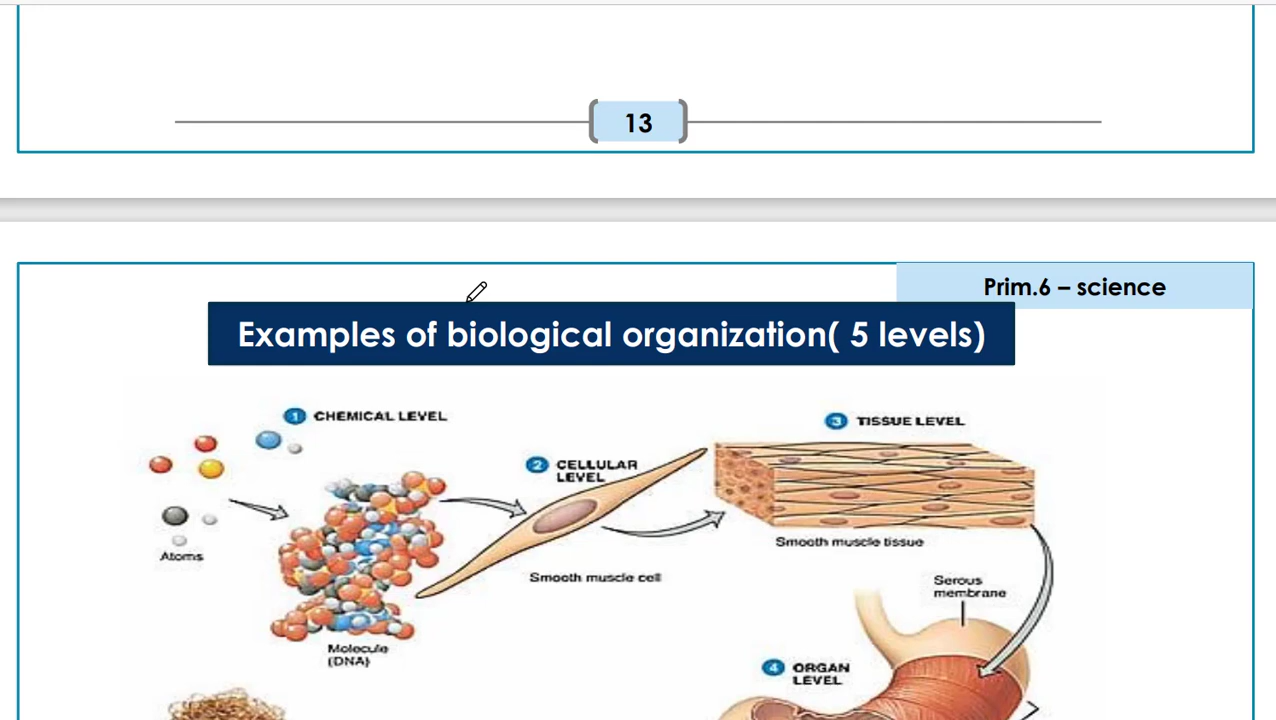 13
Prim.6 – science
Examples of biological organization( 5 levels)
1 CHEMICAL LEVEL
3 TISSUE LEVEL
2 CELLULAR
LEVEL
Atoms
Smooth muscle tissue
Smooth muscle cell
Serous
membrane
Molecule
(DNA)
4 ORGAN
LEVEL